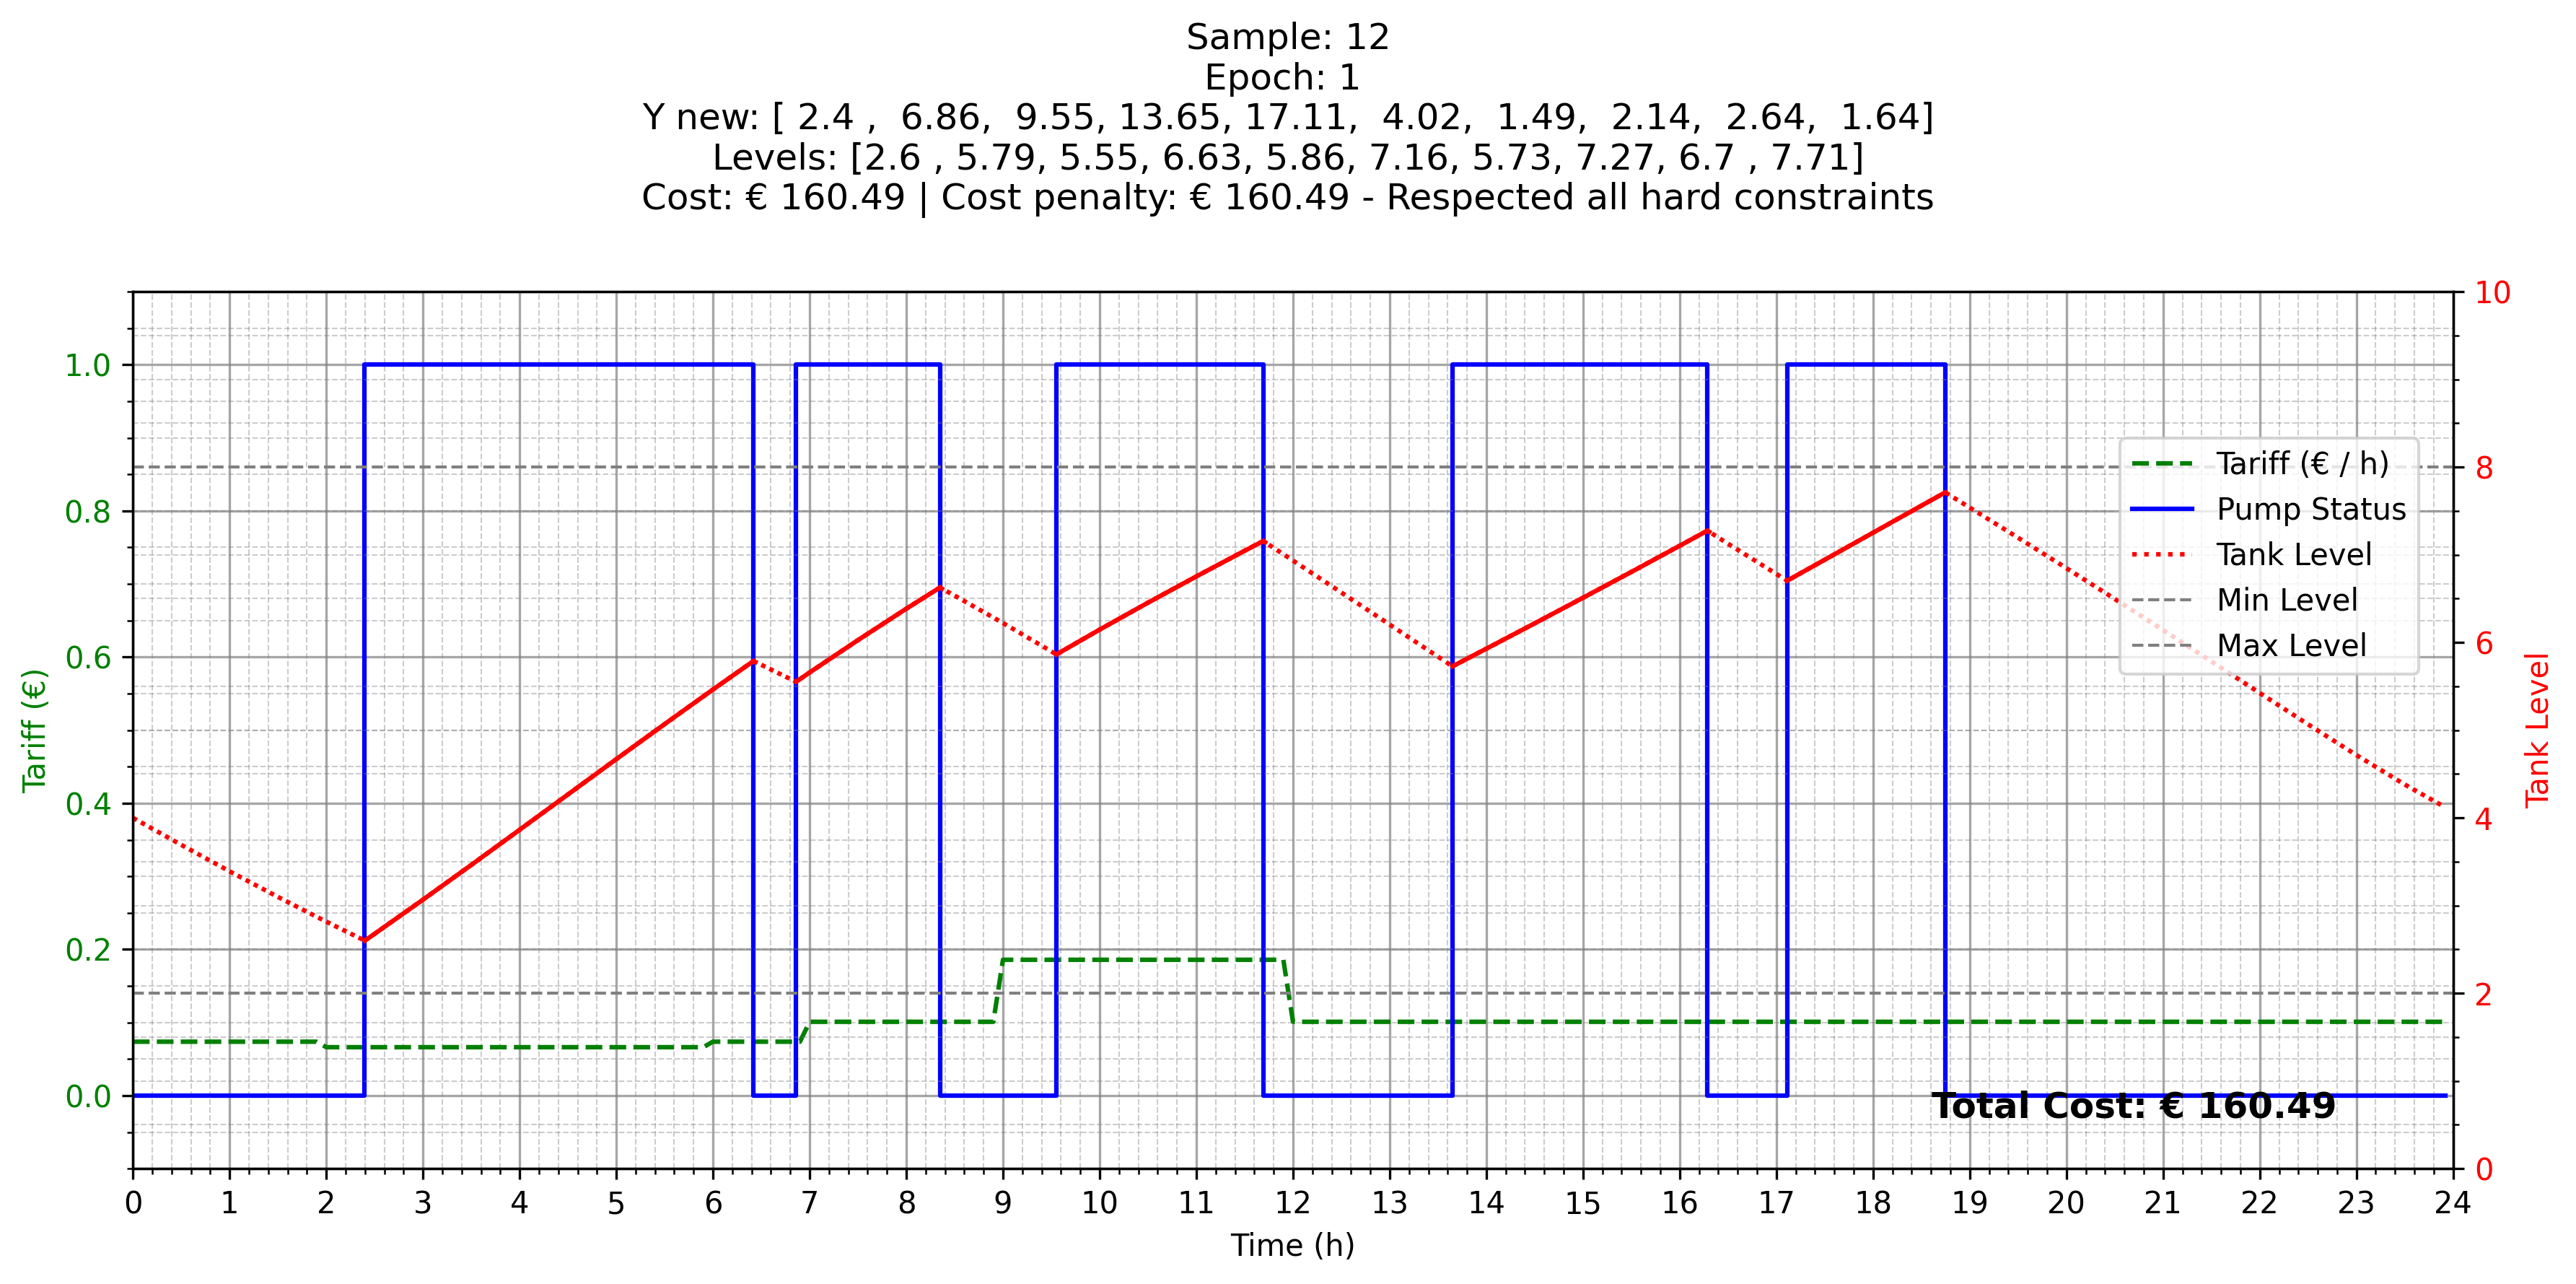 Sample: 12
Epoch: 1
Y new: [ 2.4 ,  6.86,  9.55, 13.65, 17.11,  4.02,  1.49,  2.14,  2.64,  1.64]
Levels: [2.6 , 5.79, 5.55, 6.63, 5.86, 7.16, 5.73, 7.27, 6.7 , 7.71]
Cost: € 160.49 | Cost penalty: € 160.49 - Respected all hard constraints
1.0
0.8
0.6
0.4
0.2
0.0
Tariff (€)
10
8
6
4
2
0
Tank Level
Tariff (€ / h)
Pump Status
Tank Level
Min Level
Max Level
Total Cost: € 160.49
0 1 2 3 4 5 6 7 8 9 10 11 12 13 14 15 16 17 18 19 20 21 22 23 24
Time (h)